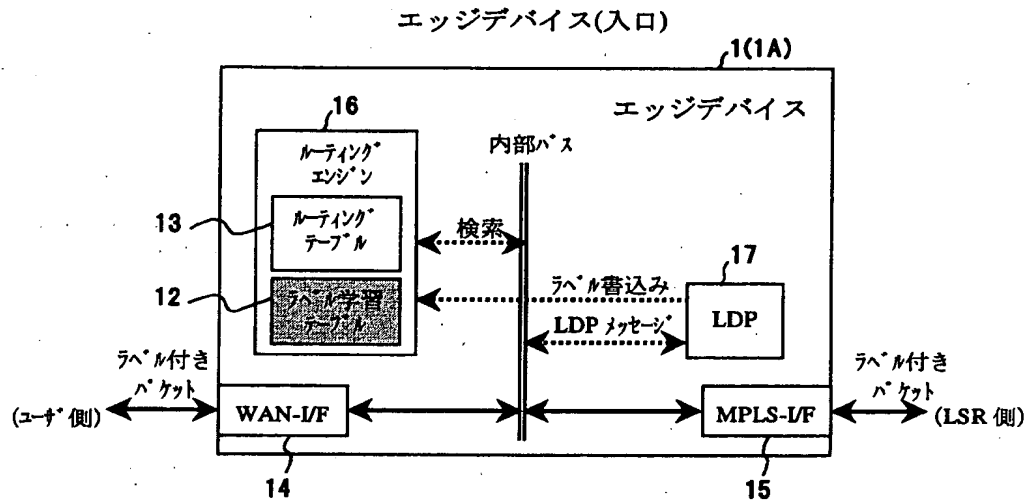 エッジデバイス(入口)
1(1A)
エッジデバイス
16
ルーティング
エンジン
内部バス
13
ルーティング
テーブル
検索
17
12
ラベル学習
テーブル
ラベル書込み
LDP
LDP メッセージ
ラベル付き
パケット
(ユーザ側)
WAN-I/F
MPLS-I/F
ラベル付き
パケット
(LSR 側)
14
15